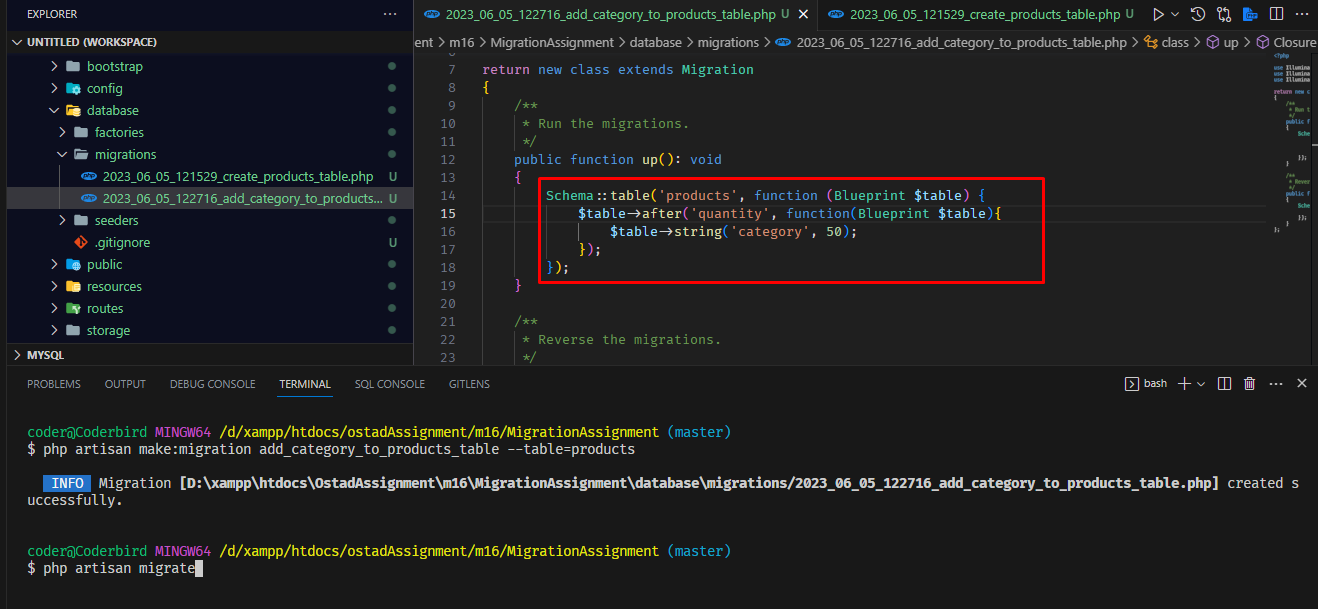 EXPLORER
UNTITLED (WORKSPACE)
bootstrap
config
database
factories
migrations
2023_06_05_121529_create_products_table.php U
2023_06_05_122716_add_category_to_products... U
seeders
.gitignore U
public
resources
routes
storage
MYSQL
2023_06_05_122716_add_category_to_products_table.php U
2023_06_05_121529_create_products_table.php U
ent > m16 > MigrationAssignment > database > migrations > 2023_06_05_122716_add_category_to_products_table.php > class > up > Closure
7 return new class extends Migration
8 {
9 /**
10 * Run the migrations.
11 */
12 public function up(): void
13 {
14 Schema::table('products', function (Blueprint $table) {
15 $table->after('quantity', function(Blueprint $table){
16 $table->string('category', 50);
17 });
18 });
19 }
20
21 /**
22 * Reverse the migrations.
23 */
PROBLEMS OUTPUT DEBUG CONSOLE TERMINAL SQL CONSOLE GITLENS
bash
coder@Coderbird MINGW64 /d/xampp/htdocs/ostadAssignment/m16/MigrationAssignment (master)
$ php artisan make:migration add_category_to_products_table --table=products
INFO Migration [D:\xampp\htdocs\OstadAssignment\m16\MigrationAssignment\database\migrations/2023_06_05_122716_add_category_to_products_table.php] created s
uccessfully.
coder@Coderbird MINGW64 /d/xampp/htdocs/ostadAssignment/m16/MigrationAssignment (master)
$ php artisan migrate